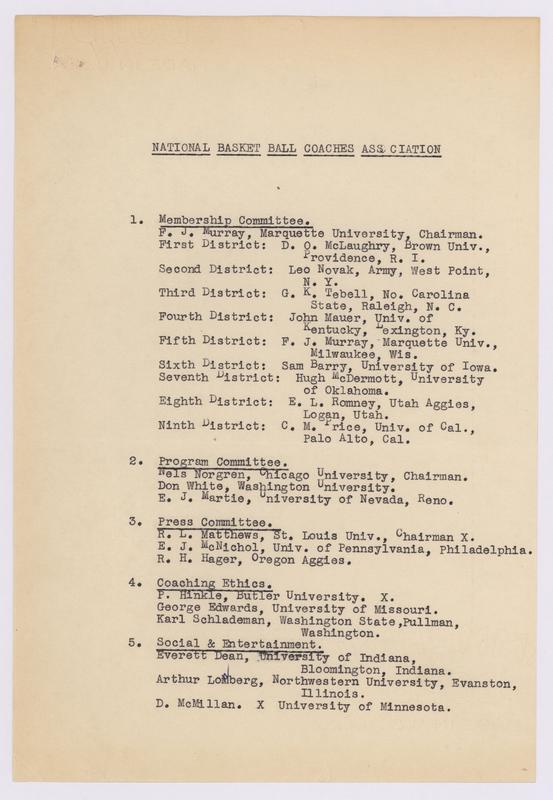 NATIONAL BASKET BALL COACHES ASSOCIATION
1. Membership Committee.
F. J. Murray, Marquette University, Chairman.
First District: D. O. McLaughry, Brown Univ.,
Providence, R. I.
Second District: Leo Novak, Army, West Point,
N. Y.
Third District: G. K. Tebell, No. Carolina
State, Raleigh, N. C.
Fourth District: John Mauer, Univ. of
Kentucky, Lexington, Ky.
Fifth District: F. J. Murray, Marquette Univ.,
Milwaukee, Wis.
Sixth District: Sam Barry, University of Iowa.
Seventh District: Hugh McDermott, University
of Oklahoma.
Eighth District: E. L. Romney, Utah Aggies,
Logan, Utah.
Ninth District: C. M. Price, Univ. of Cal.,
Palo Alto, Cal.
2. Program Committee.
Nels Norgren, Chicago University, Chairman.
Don White, Washington University.
E. J. Martie, University of Nevada, Reno.
3. Press Committee.
R. L. Matthews, St. Louis Univ., Chairman X.
E. J. McNichol, Univ. of Pennsylvania, Philadelphia.
R. H. Hager, Oregon Aggies.
4. Coaching Ethics.
P. Hinkle, Butler University. X.
George Edwards, University of Missouri.
Karl Schlademan, Washington State,Pullman,
Washington.
5. Social & Entertainment.
Everett Dean, University of Indiana,
Bloomington, Indiana.
Arthur Lonberg, Northwestern University, Evanston,
Illinois.
D. McMillan. X University of Minnesota.